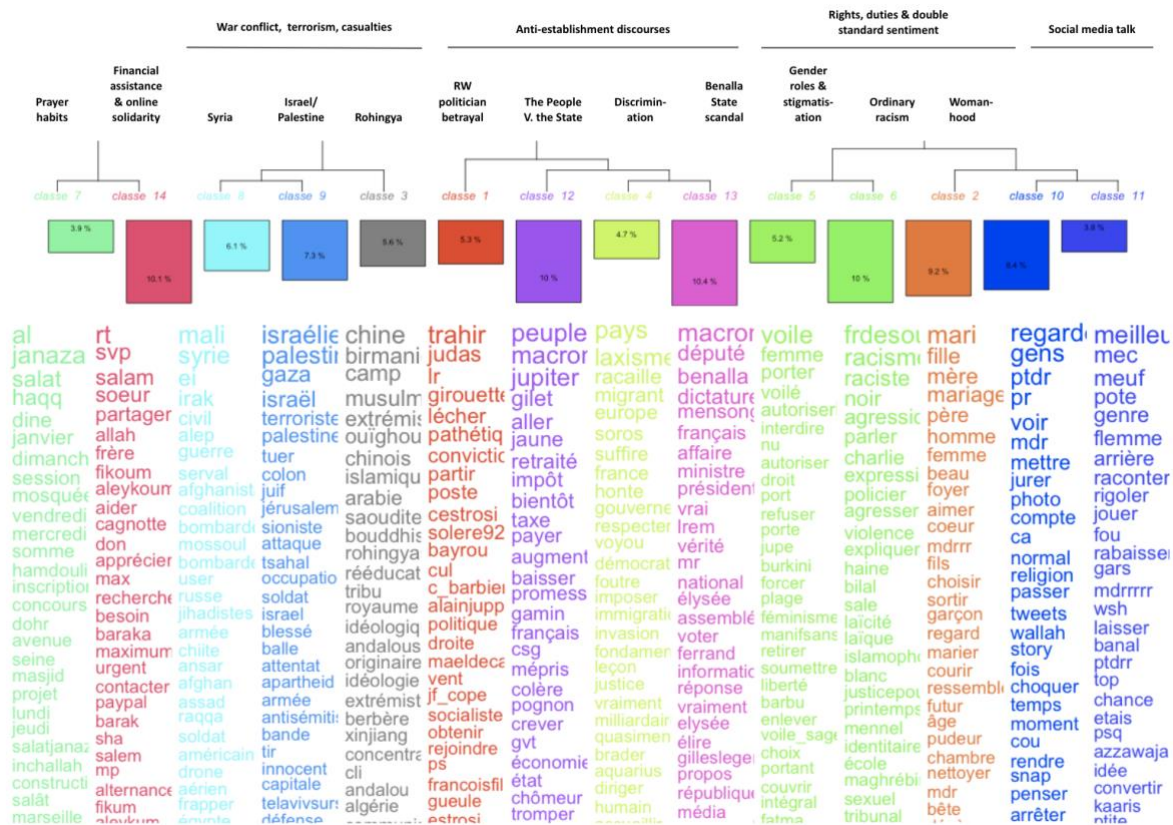 War conflict, terrorism, casualties
Anti-establishment discourses
Rights, duties & double
standard sentiment
Social media talk
Prayer
habits
Financial
assistance
& online
solidarity
Syria
Israel/
Palestine
Rohingya
RW
politician
betrayal
The People
V. the State
Discrimin-
ation
Benalla
State
scandal
Gender
roles &
stigmatis-
ation
Ordinary
racism
Woman-
hood
classe 7
classe 14
classe 8
classe 9
classe 3
classe 1
classe 12
classe 4
classe 13
classe 5
classe 6
classe 2
classe 10
classe 11
3.9 %
10.1 %
6.1 %
7.3 %
5.6 %
5.3 %
10 %
4.7 %
10.4 %
5.2 %
10 %
9.2 %
8.4 %
3.8 %
al
janaza
salat
haqq
dine
janvier
dimanch
session
mosquée
vendredi
mercredi
somme
hamdouli
inscription
concours
dohr
avenue
seine
masjid
projet
lundi
jeudi
salatjanaz
inchallah
constructi
salât
marseille
rt
svp
salam
soeur
partager
allah
frère
fikoum
aleykoum
aider
cagnotte
don
apprécier
max
recherche
besoin
baraka
maximum
urgent
contacter
paypal
barak
sha
salem
mp
alternance
fikum
aleykum
mali
syrie
ei
irak
civil
alep
guerre
serval
afghanist
coalition
bombarde
mossoul
bombarde
user
russe
jihadistes
armée
chiite
ansar
afghan
assad
raqqa
soldat
américain
drone
aérien
frapper
égypte
israélie
palestin
gaza
israël
terroriste
palestine
tuer
colon
juif
jérusalem
sioniste
attaque
tsahal
occupatio
soldat
israel
blessé
balle
attentat
apartheid
armée
antisémitis
bande
tir
innocent
capitale
telavivsurs
défense
chine
birmani
camp
musulm
extrémis
ouïghou
chinois
islamiqu
arabie
saoudite
bouddhis
rohingya
rééducat
tribu
royaume
idéologiq
andalous
originaire
idéologie
extrémist
berbère
xinjiang
concentra
cli
andalou
algérie
trahir
judas
lr
girouette
lécher
pathétiq
convictio
partir
poste
cestrosi
solere92
bayrou
cul
c_barbier
alainjupp
politique
droite
maeldeca
vent
jf_cope
socialiste
obtenir
rejoindre
ps
francoisfil
gueule
estrosi
peuple
macron
jupiter
gilet
aller
jaune
retraité
impôt
bientôt
taxe
payer
augment
baisser
promess
gamin
français
csg
mépris
colère
pognon
crever
gvt
économie
état
chômeur
tromper
pays
laxisme
racaille
migrant
europe
soros
suffire
france
honte
gouverne
respecter
voyou
démocrat
foutre
imposer
immigrati
invasion
fondamen
leçon
justice
vraiment
milliardair
quasimen
brader
aquarius
diriger
humain
macron
député
benalla
dictature
mensong
français
affaire
ministre
président
vrai
lrem
vérité
mr
national
élysée
assemblé
voter
ferrand
informatic
réponse
vraiment
elysée
élire
gilleslegen
propos
république
média
voile
femme
porter
voilé
autoriser
interdire
nu
autoriser
droit
port
refuser
porte
jupe
burkini
forcer
plage
féminisme
manifsans
retirer
soumettre
liberté
barbu
enlever
voile_sage
choix
portant
couvrir
intégral
fatma
frdesou
racisme
raciste
noir
agressio
parler
charlie
expressi
policier
agresser
violence
expliquer
haine
bilal
sale
laïcité
laïque
islamopho
blanc
justicepou
printemps
mennel
identitaire
école
maghrébi
sexuel
tribunal
mari
fille
mère
mariage
père
homme
femme
beau
foyer
aimer
coeur
mdrrr
fils
choisir
sortir
garçon
regard
marier
courir
ressembl
futur
âge
pudeur
chambre
nettoyer
mdr
bête
regarde
gens
ptdr
pr
voir
mdr
mettre
jurer
photo
compte
ca
normal
religion
passer
tweets
wallah
story
fois
choquer
temps
moment
cou
rendre
snap
penser
arrêter
meilleu
mec
meuf
pote
genre
flemme
arrière
raconter
rigoler
jouer
fou
rabaisser
gars
mdrrrrr
wsh
laisser
banal
ptdrr
top
chance
etais
psq
azzawaja
idée
convertir
kaaris
ptite